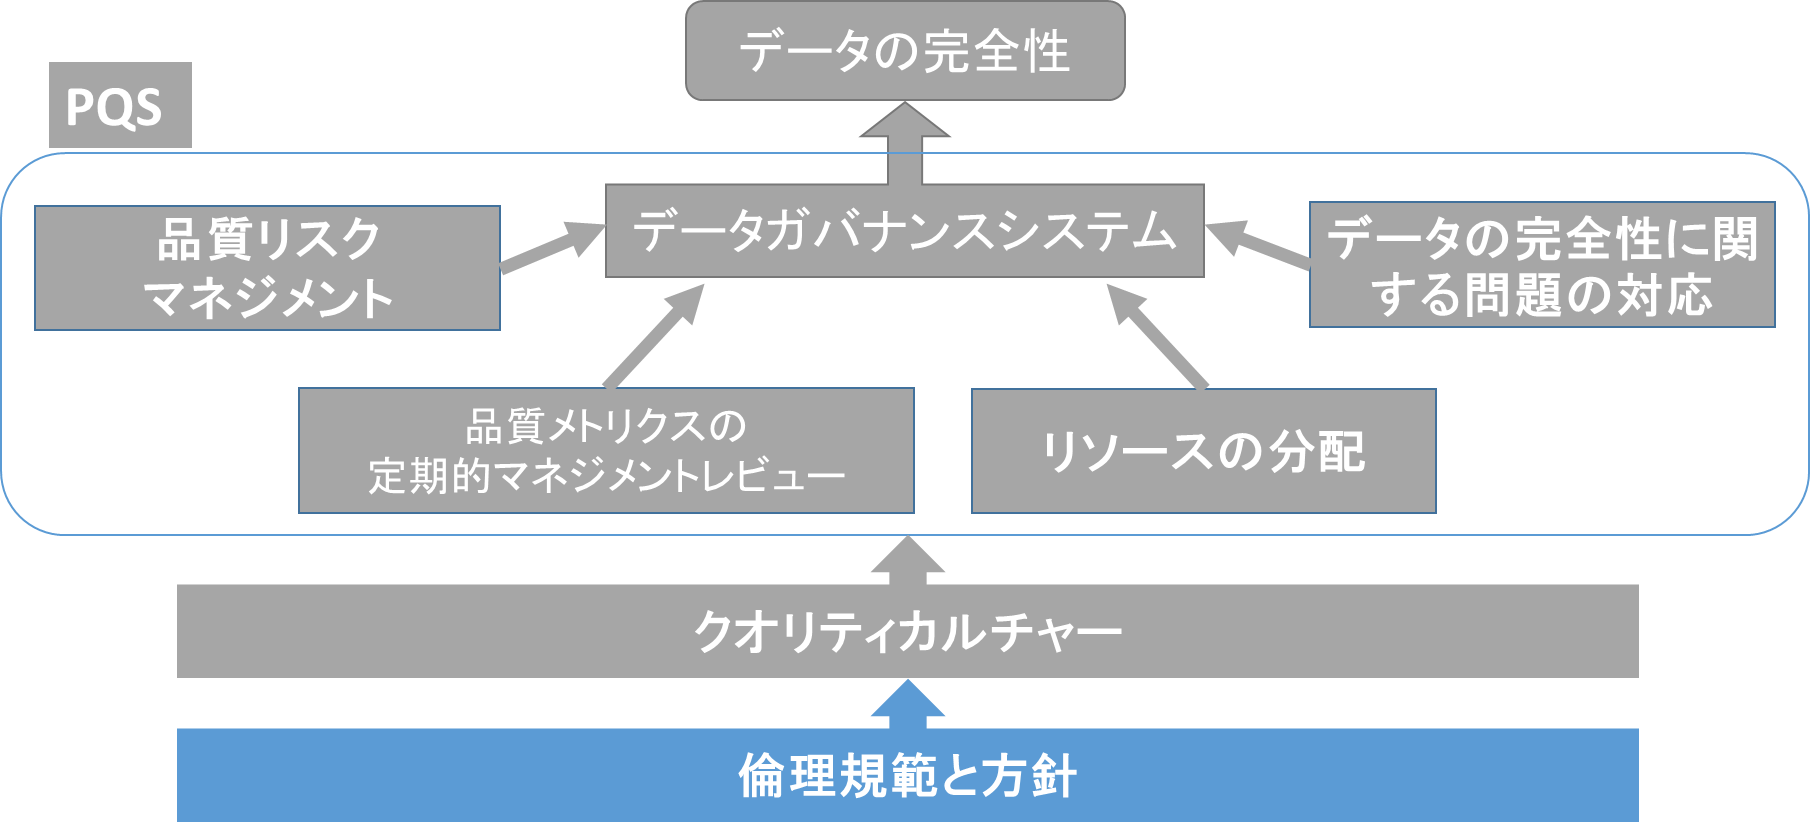 データの完全性
PQS
データガバナンスシステム
品質リスク
マネジメント
データの完全性に関
する問題の対応
品質メトリクスの
定期的マネジメントレビュー
リソースの分配
クオリティカルチャー
倫理規範と方針